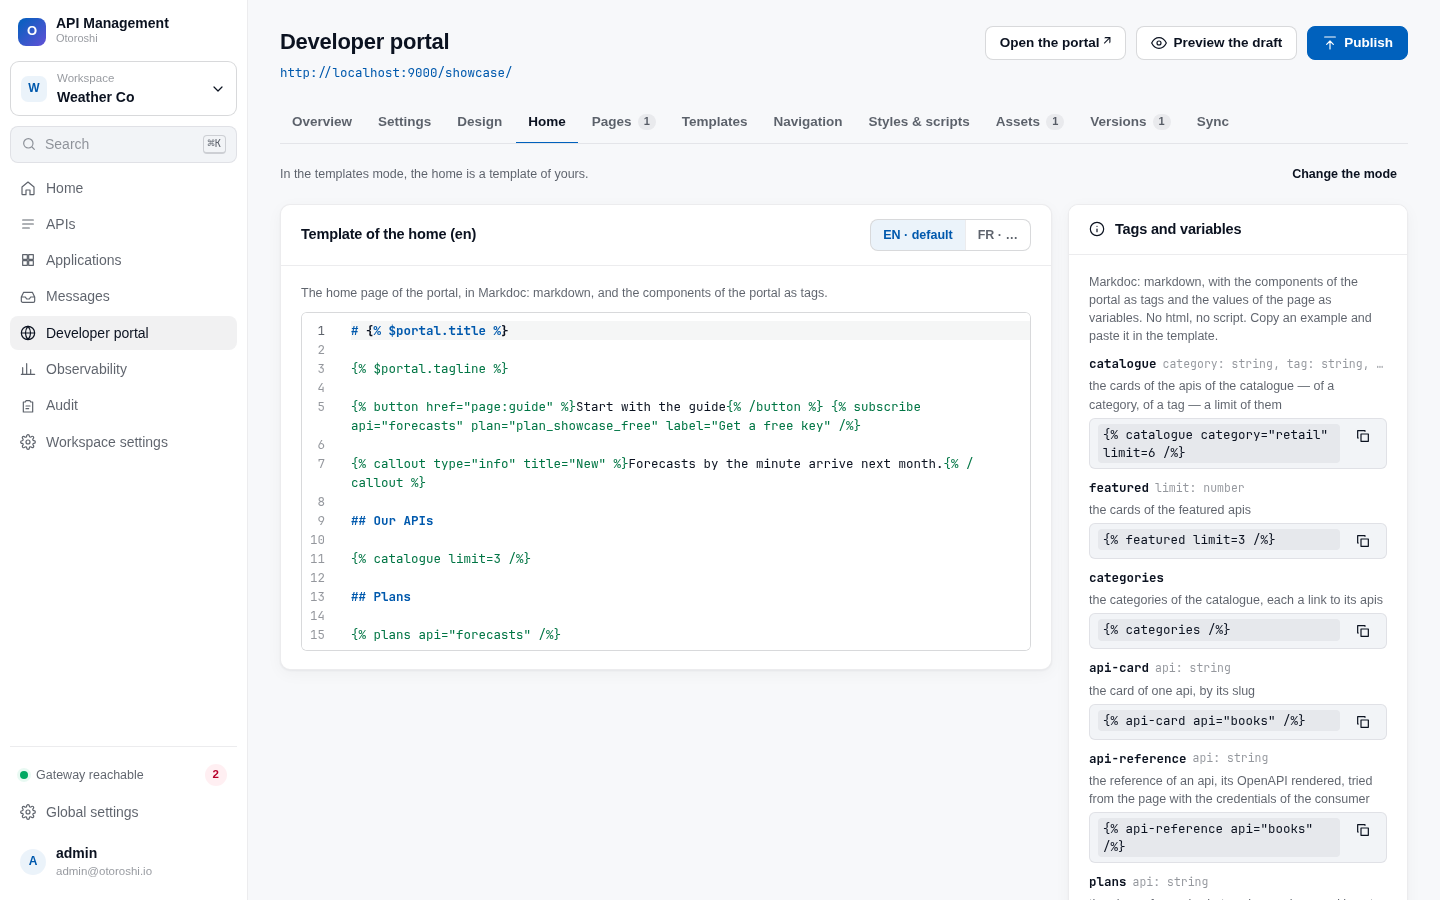 O
API Management
Otoroshi
W
Workspace
Weather Co
Search
⌘K
Home
APIs
Applications
Messages
Developer portal
Observability
Audit
Workspace settings
Gateway reachable
2
Global settings
A
admin
admin@otoroshi.io
Developer portal
http://localhost:9000/showcase/
Open the portal ↗
Preview the draft
Publish
Overview
Settings
Design
Home
Pages 1
Templates
Navigation
Styles & scripts
Assets 1
Versions 1
Sync
In the templates mode, the home is a template of yours.
Change the mode
Template of the home (en)
EN · default
FR · …
The home page of the portal, in Markdoc: markdown, and the components of the portal as tags.
1 # {% $portal.title %}
2
3 {% $portal.tagline %}
4
5 {% button href="page:guide" %}Start with the guide{% /button %} {% subscribe
api="forecasts" plan="plan_showcase_free" label="Get a free key" /%}
6
7 {% callout type="info" title="New" %}Forecasts by the minute arrive next month.{% /
callout %}
8
9 ## Our APIs
10
11 {% catalogue limit=3 /%}
12
13 ## Plans
14
15 {% plans api="forecasts" /%}
Tags and variables
Markdoc: markdown, with the components of the
portal as tags and the values of the page as
variables. No html, no script. Copy an example and
paste it in the template.
catalogue category: string, tag: string, …
the cards of the apis of the catalogue — of a
category, of a tag — a limit of them
{% catalogue category="retail"
limit=6 /%}
featured limit: number
the cards of the featured apis
{% featured limit=3 /%}
categories
the categories of the catalogue, each a link to its apis
{% categories /%}
api-card api: string
the card of one api, by its slug
{% api-card api="books" /%}
api-reference api: string
the reference of an api, its OpenAPI rendered, tried
from the page with the credentials of the consumer
{% api-reference api="books"
/%}
plans api: string